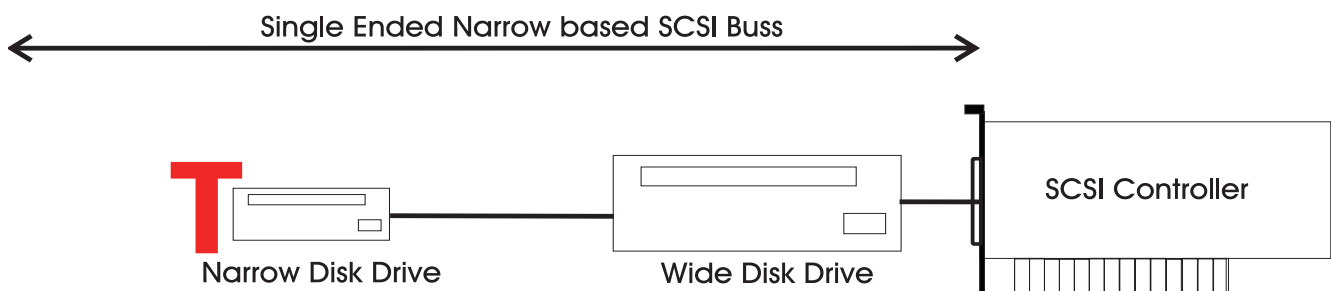 Single Ended Narrow based SCSI Buss
T
SCSI Controller
Narrow Disk Drive
Wide Disk Drive